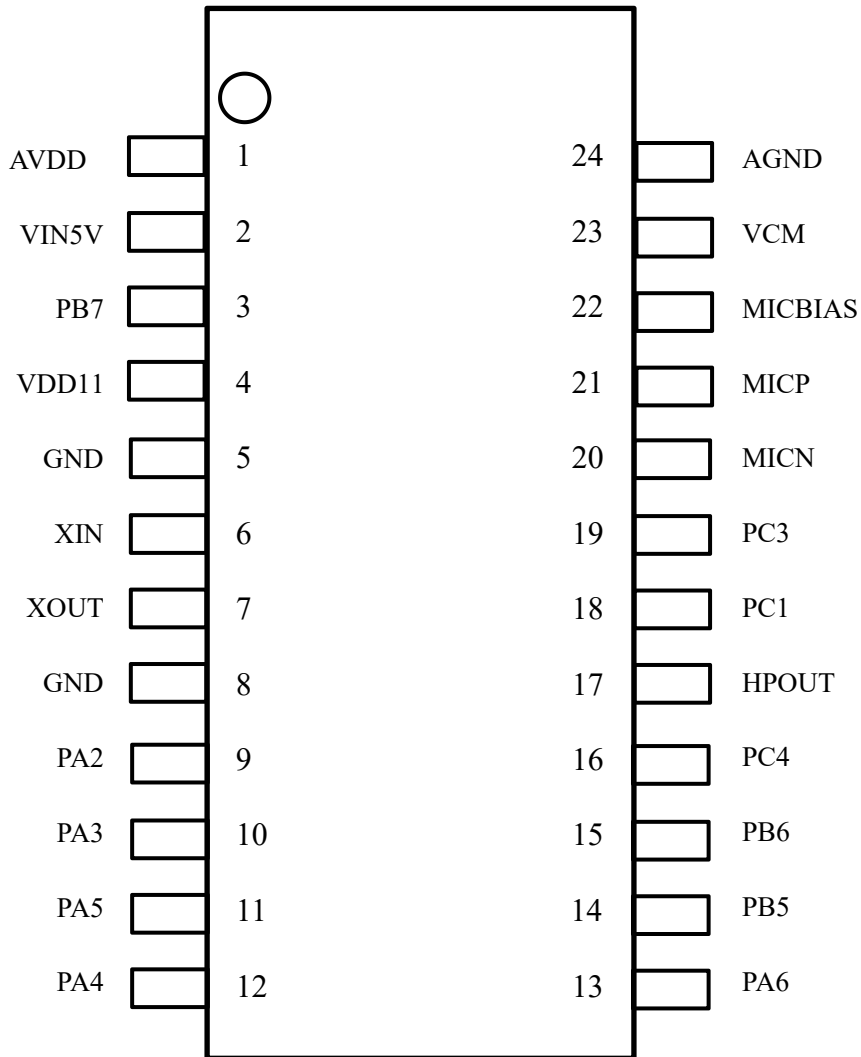 AVDD 1 24 AGND
VIN5V 2 23 VCM
PB7 3 22 MICBIAS
VDD11 4 21 MICP
GND 5 20 MICN
XIN 6 19 PC3
XOUT 7 18 PC1
GND 8 17 HPOUT
PA2 9 16 PC4
PA3 10 15 PB6
PA5 11 14 PB5
PA4 12 13 PA6